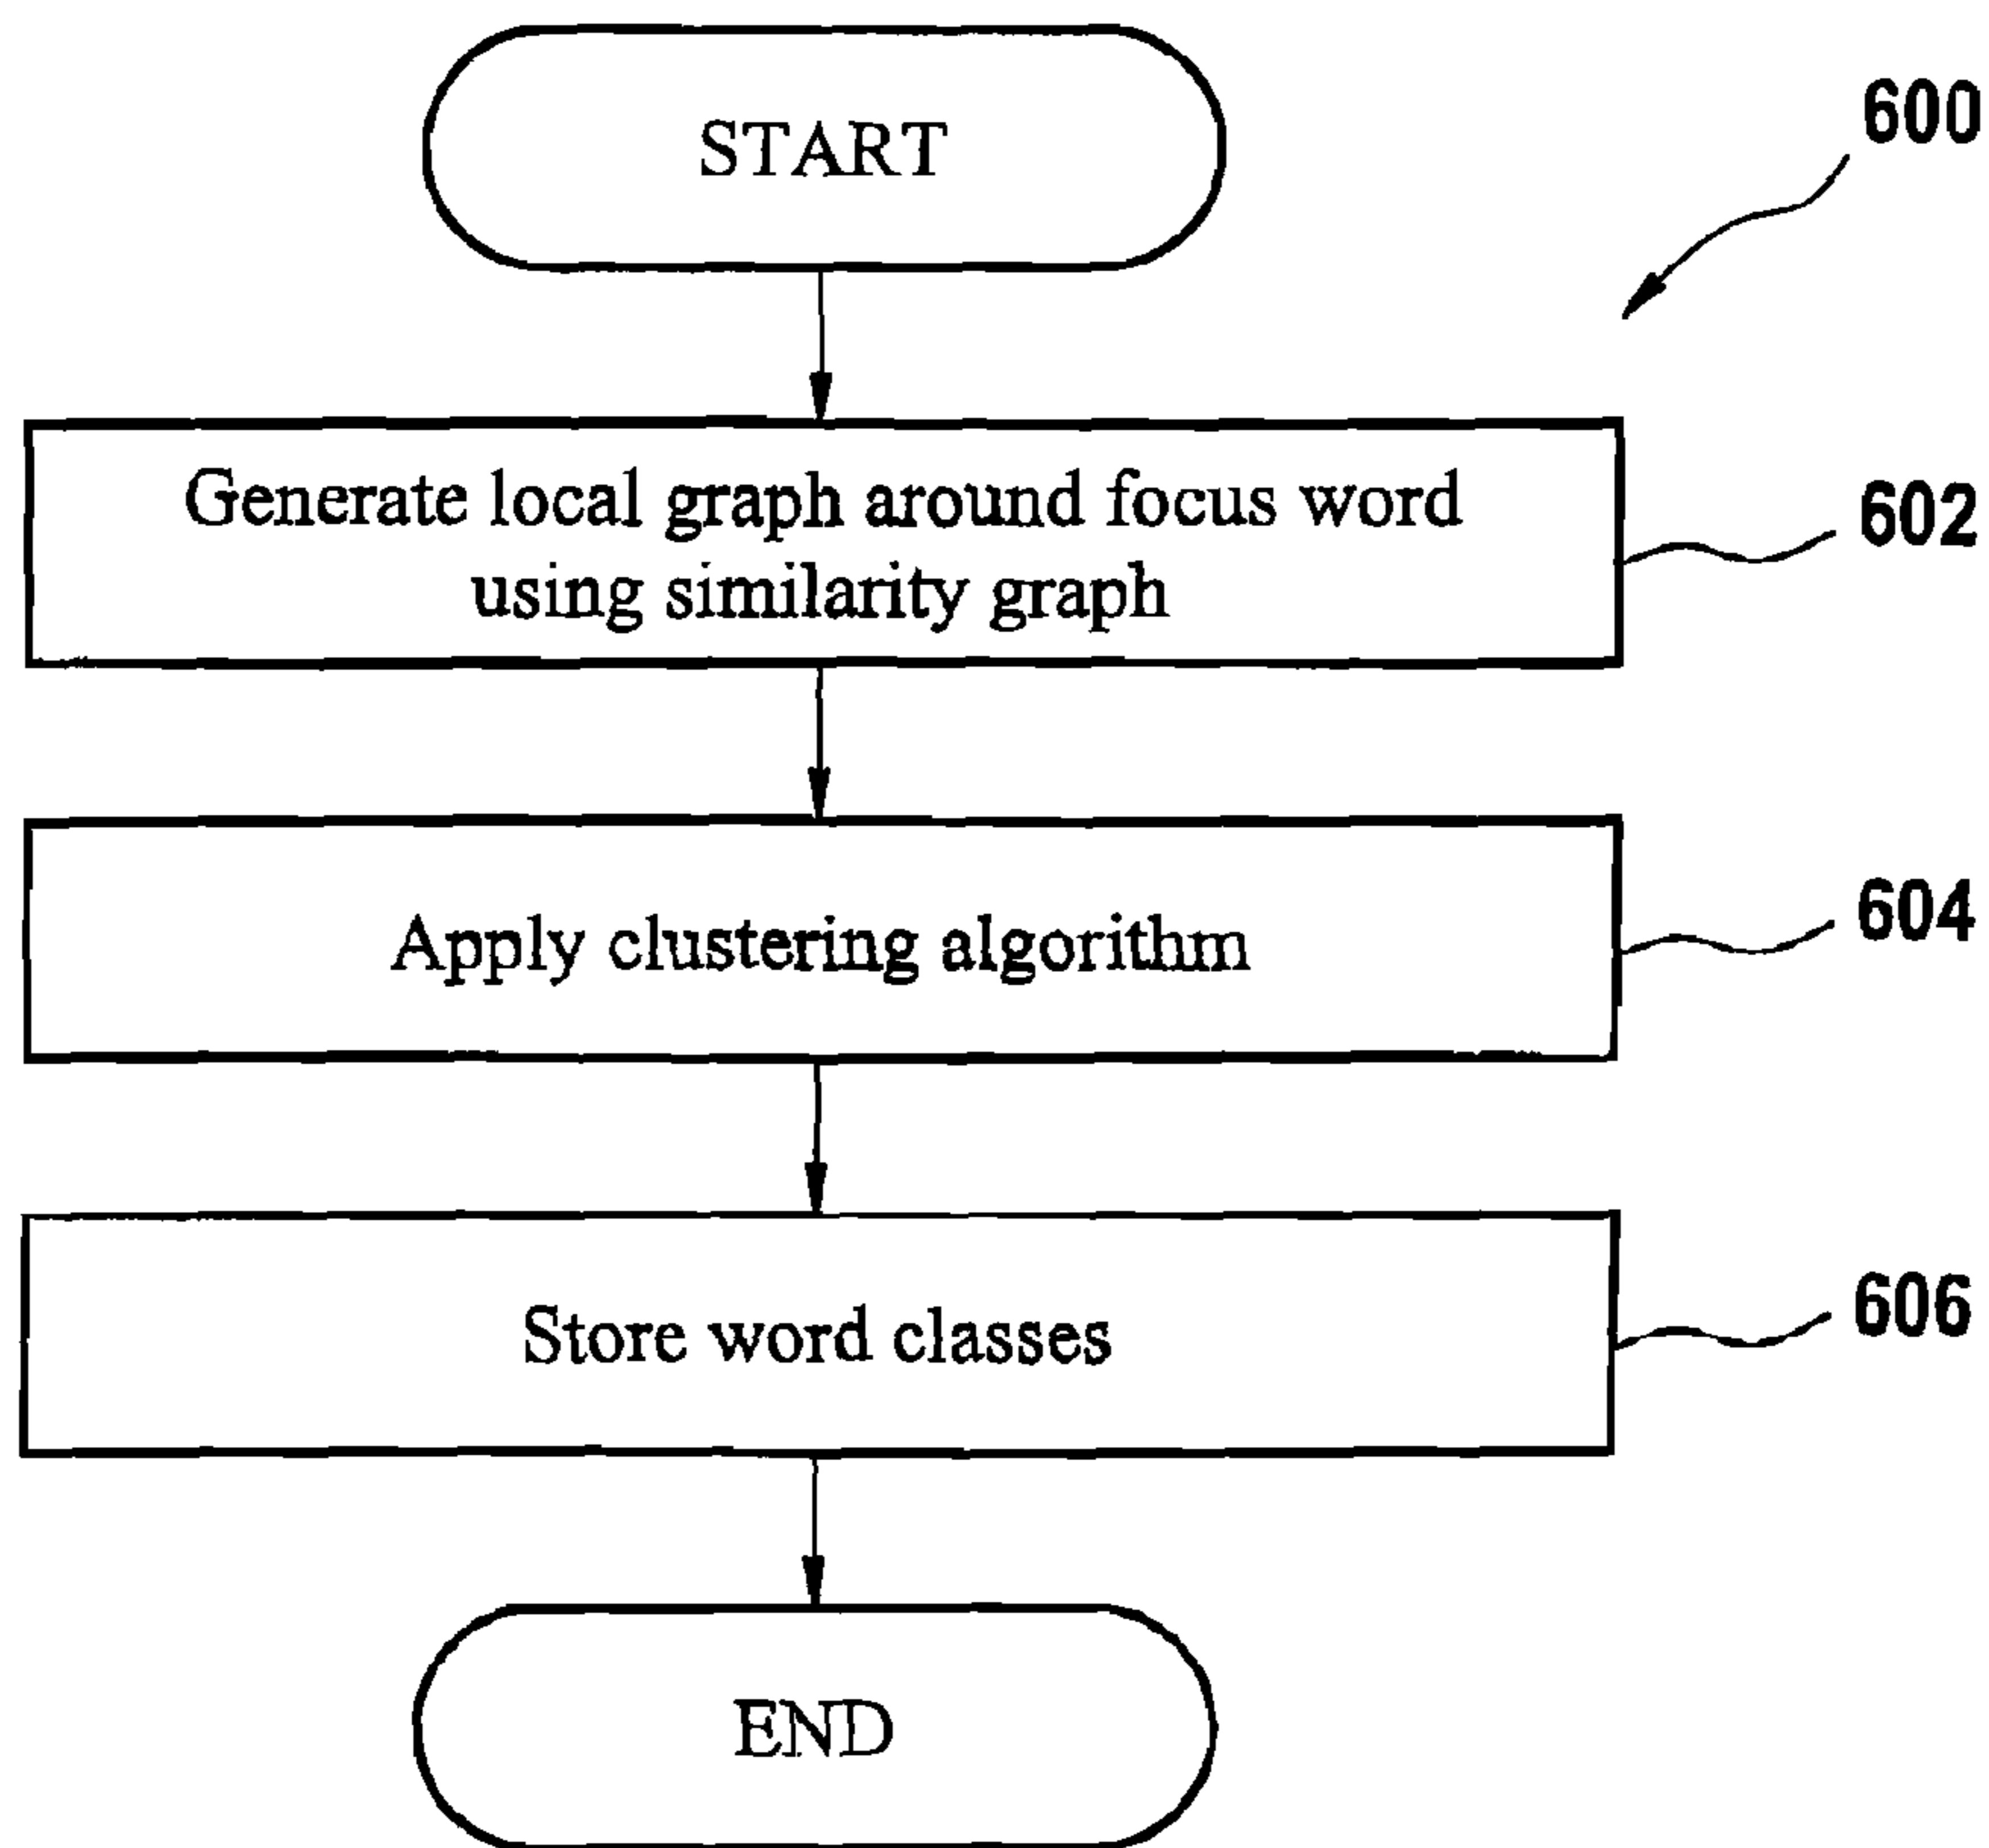 START
600
Generate local graph around focus word
using similarity graph
602
Apply clustering algorithm
604
Store word classes
606
END